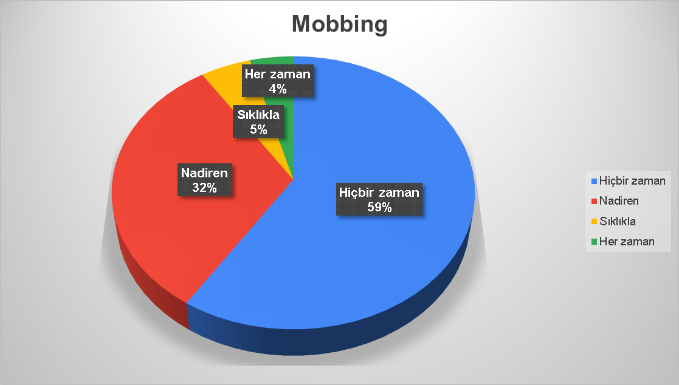 Mobbing
Her zaman
4%
Sıklıkla
5%
Nadiren
32%
Hiçbir zaman
59%
Hiçbir zaman
Nadiren
Sıklıkla
Her zaman